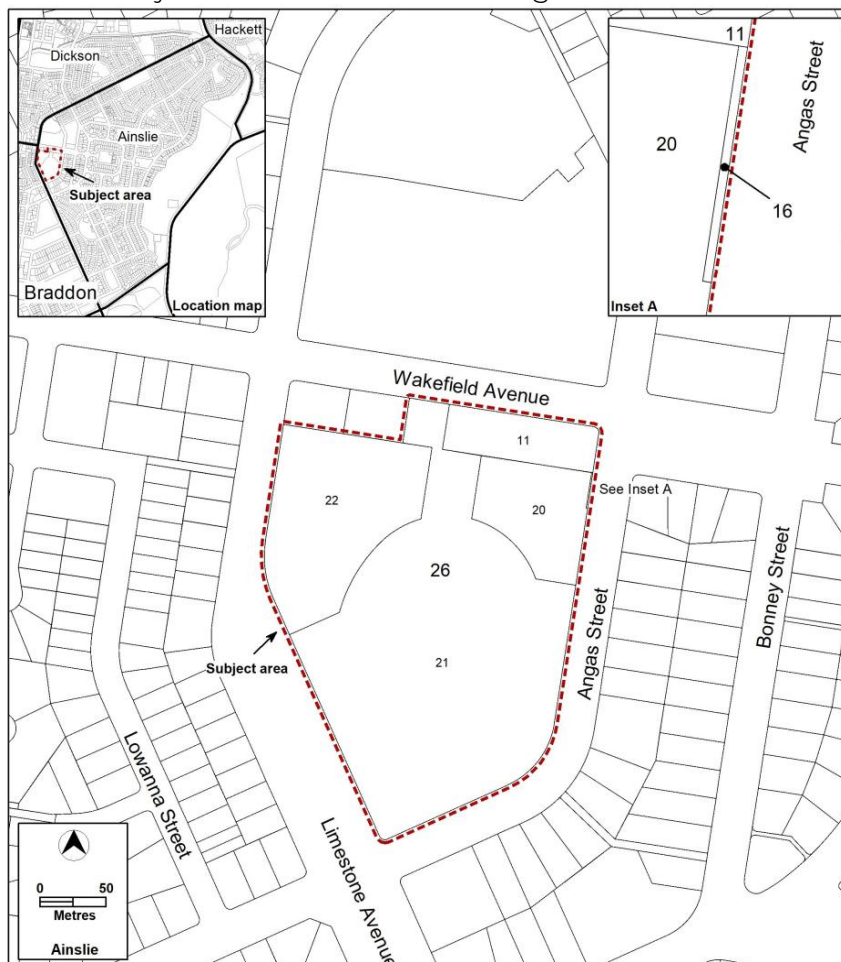 Hackett
Dickson
Ainslie
Subject area
Braddon
Location map
11
20
Angas Street
16
Inset A
Wakefield Avenue
11
See Inset A
22
20
26
Bonney Street
Angas Street
Subject area
21
Lowanna Street
Limestone Avenue
0 50
Metres
Ainslie